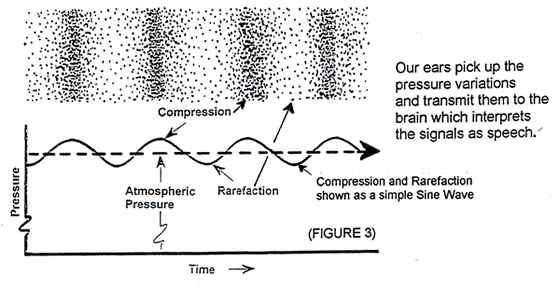 Our ears pick up the
pressure variations
and transmit them to the
brain which interprets
the signals as speech.
Compression
Atmospheric
Pressure
Rarefaction
Compression and Rarefaction
shown as a simple Sine Wave
Pressure
(FIGURE 3)
Time